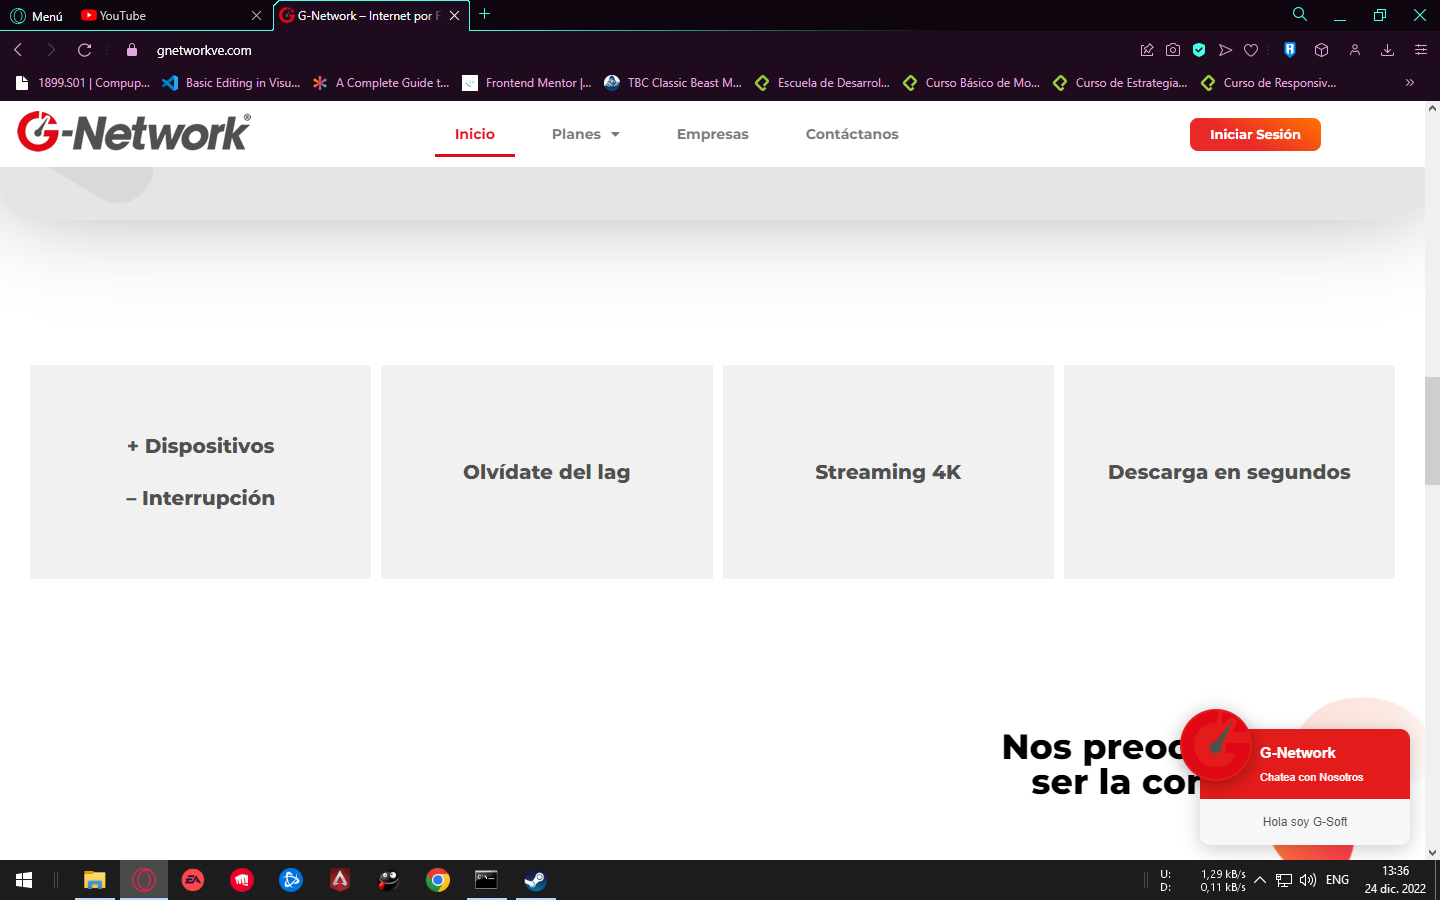 Menú
YouTube
G-Network – Internet por F
gnetworkve.com
1899.S01 | Compup...
Basic Editing in Visu...
A Complete Guide t...
Frontend Mentor |...
TBC Classic Beast M...
Escuela de Desarrol...
Curso Básico de Mo...
Curso de Estrategia...
Curso de Responsiv...
G-Network®
Inicio
Planes
Empresas
Contáctanos
Iniciar Sesión
+ Dispositivos
– Interrupción
Olvídate del lag
Streaming 4K
Descarga en segundos
Nos preoc
ser la cor
G-Network
Chatea con Nosotros
Hola soy G-Soft
EA
U: 1,29 kB/s
D: 0,11 kB/s
ENG
13:36
24 dic. 2022